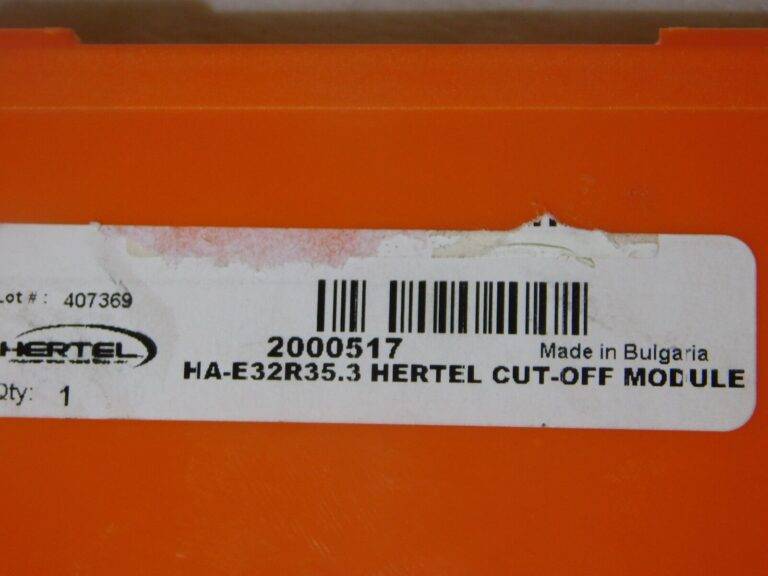 Lot # : 407369
HERTEL
2000517
Made in Bulgaria
HA-E32R35.3 HERTEL CUT-OFF MODULE
Qty: 1